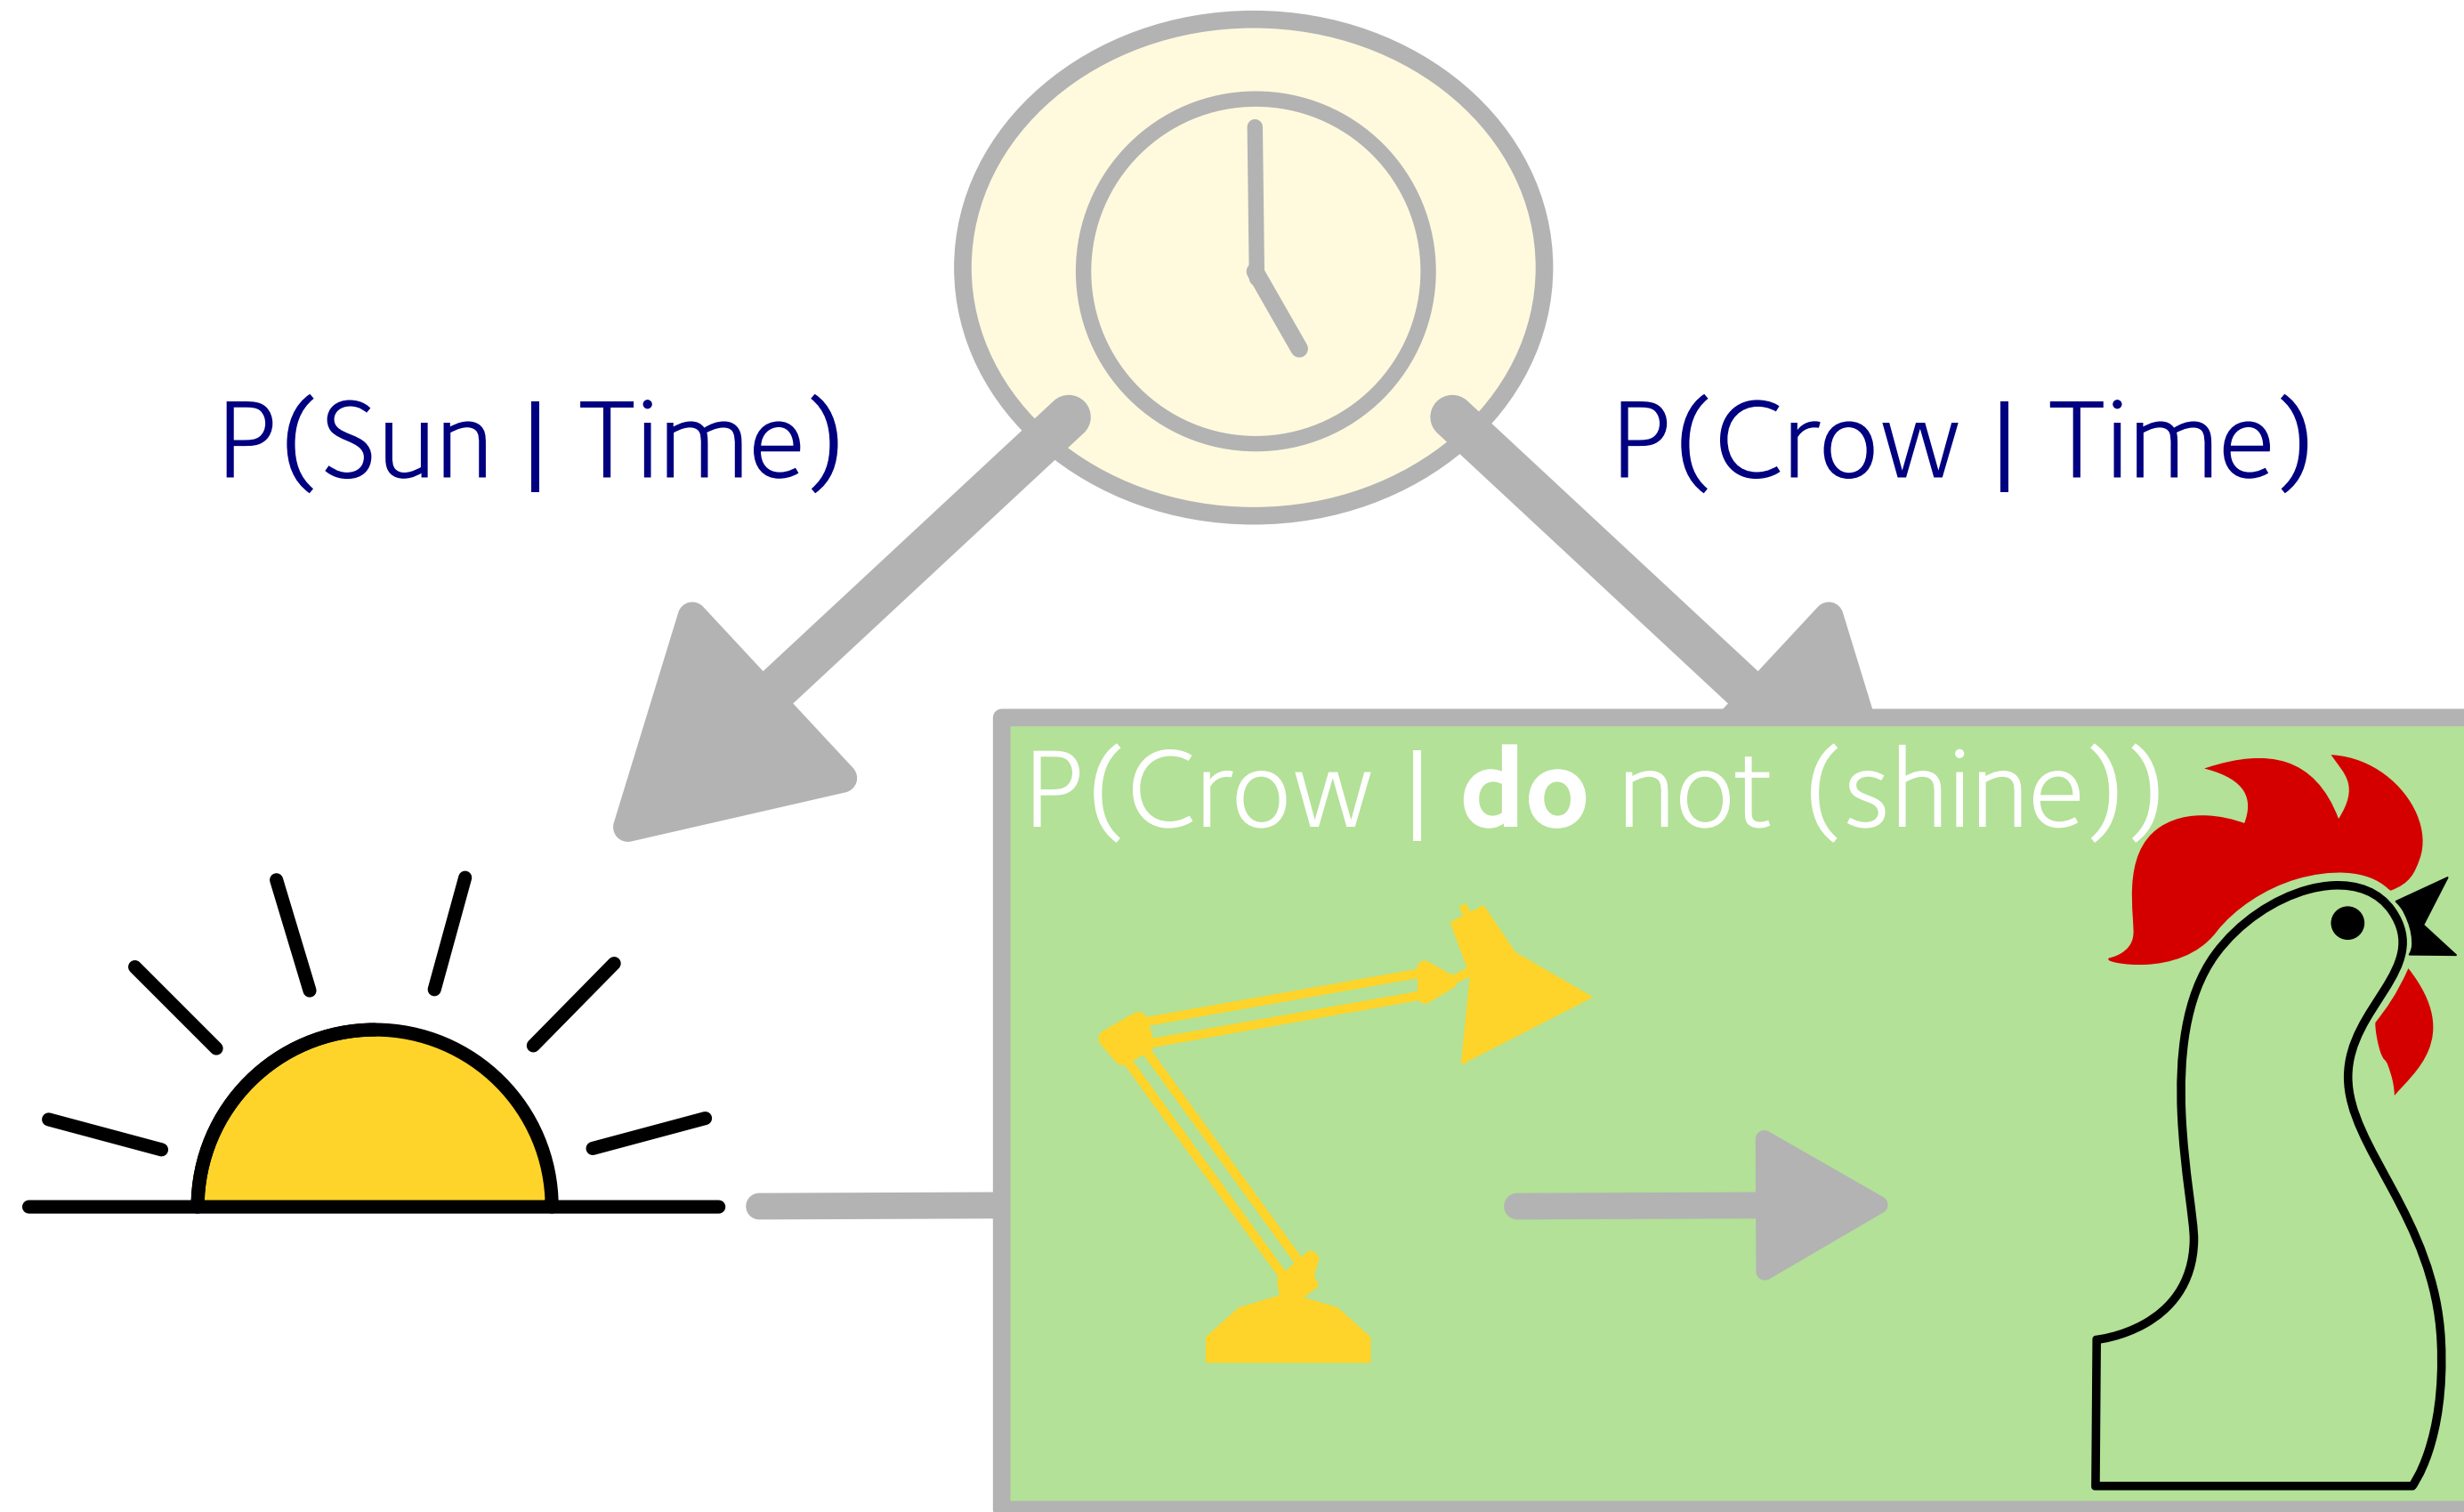 P(Sun | Time)
P(Crow | Time)
P(Crow | do not (shine))